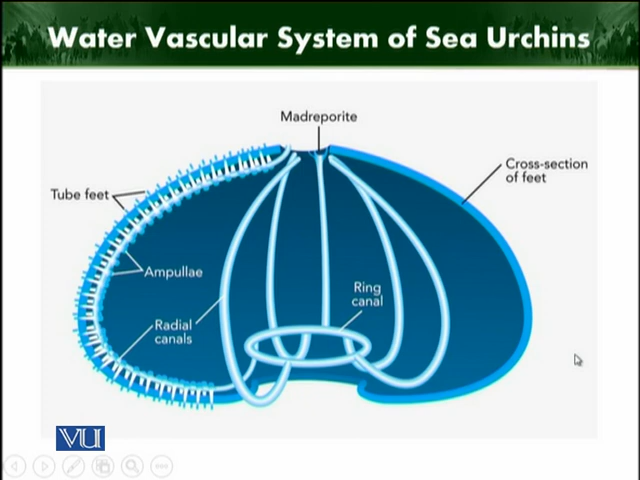 Water Vascular System of Sea Urchins
Madreporite
Cross-section
of feet
Tube feet
Ampullae
Ring
canal
Radial
canals
VU